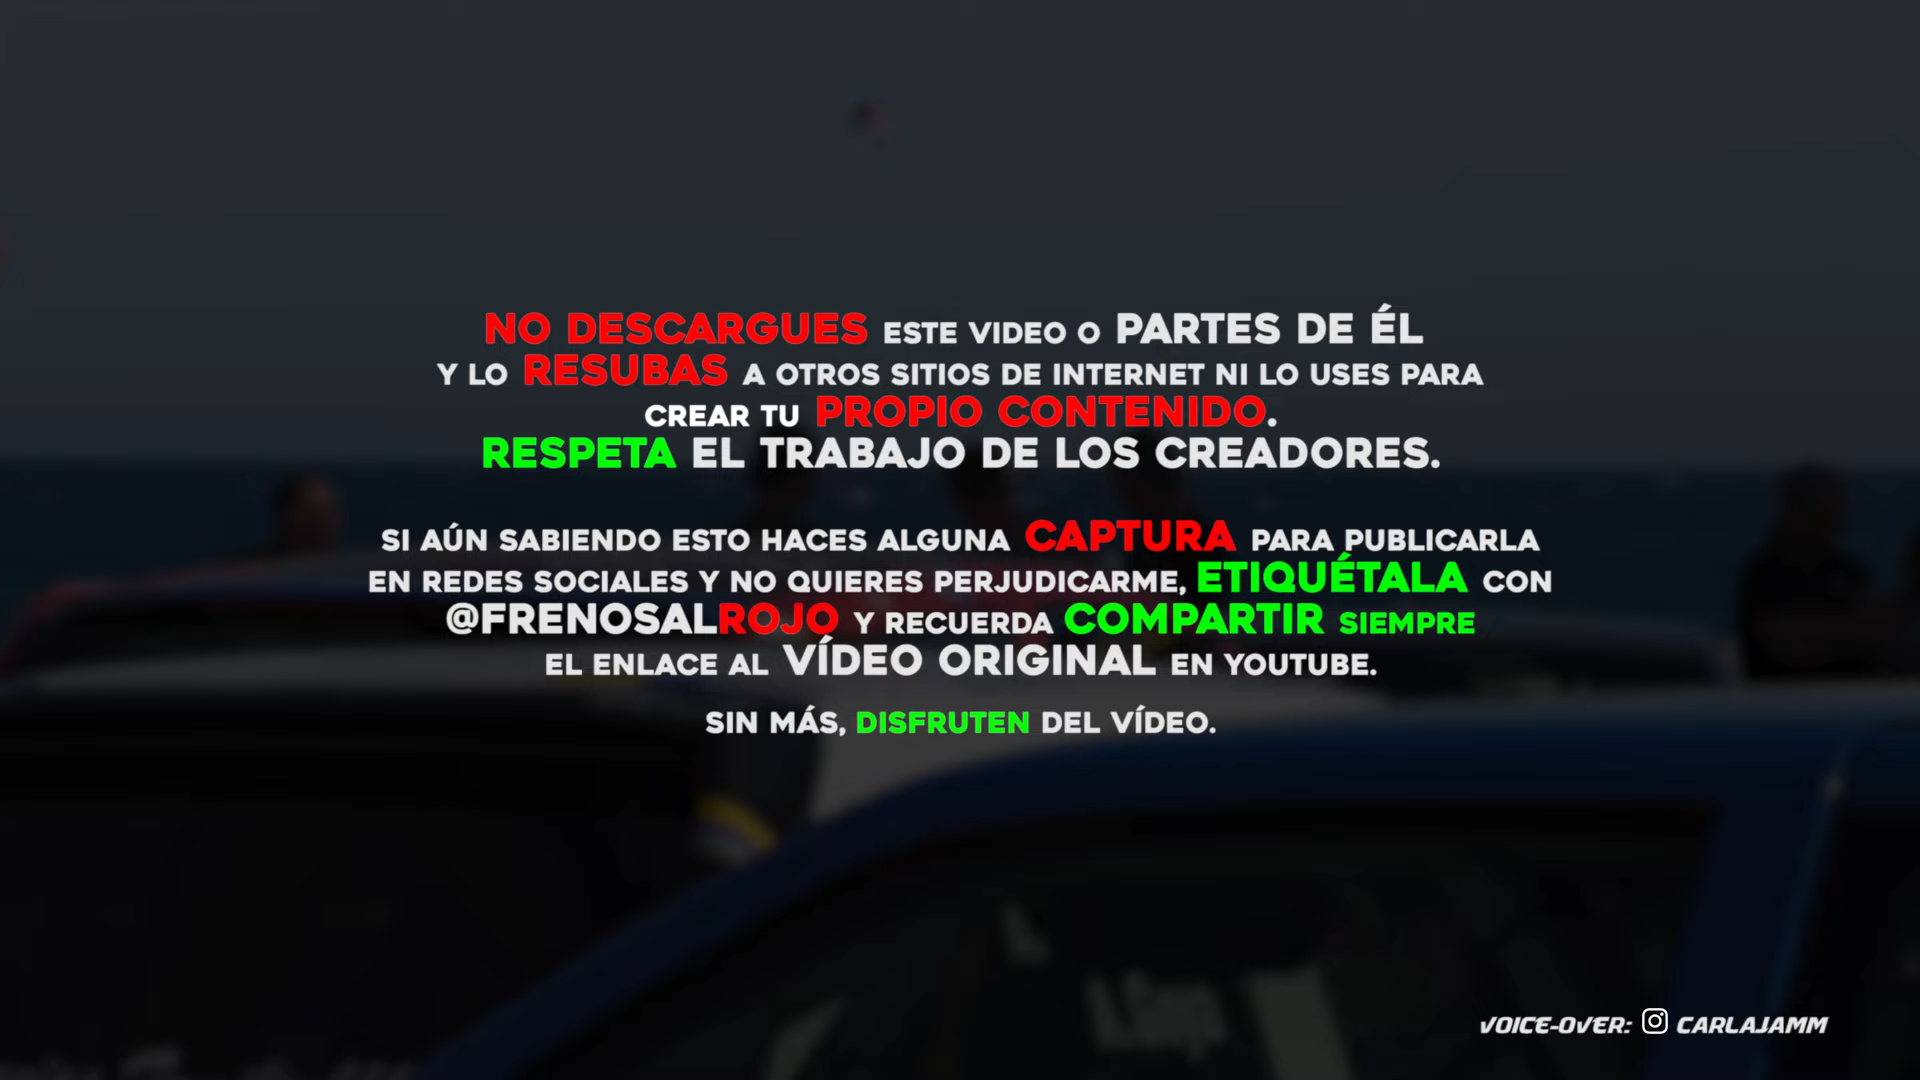 NO DESCARGUES ESTE VIDEO O PARTES DE ÉL
Y LO RESUBAS A OTROS SITIOS DE INTERNET NI LO USES PARA
CREAR TU PROPIO CONTENIDO.
RESPETA EL TRABAJO DE LOS CREADORES.
SI AÚN SABIENDO ESTO HACES ALGUNA CAPTURA PARA PUBLICARLA
EN REDES SOCIALES Y NO QUIERES PERJUDICARME, ETIQUÉTALA CON
@FRENOSALROJO Y RECUERDA COMPARTIR SIEMPRE
EL ENLACE AL VÍDEO ORIGINAL EN YOUTUBE.
SIN MÁS, DISFRUTEN DEL VÍDEO.
VOICE-OVER: CARLAJAMM